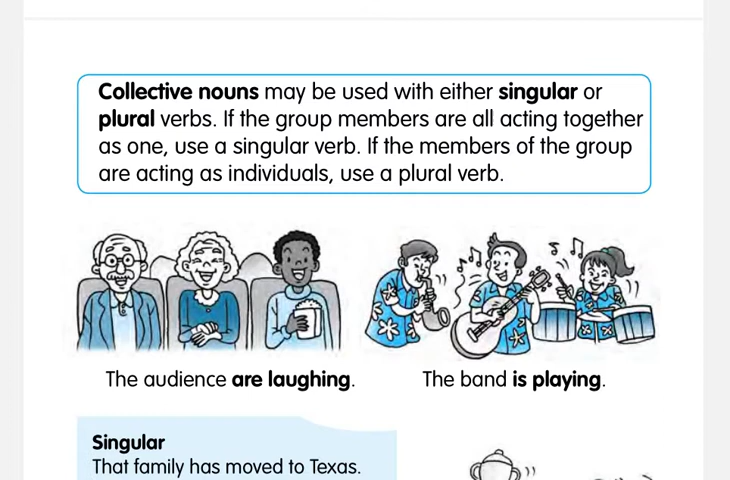 Collective nouns may be used with either singular or
plural verbs. If the group members are all acting together
as one, use a singular verb. If the members of the group
are acting as individuals, use a plural verb.
The audience are laughing.
The band is playing.
Singular
That family has moved to Texas.